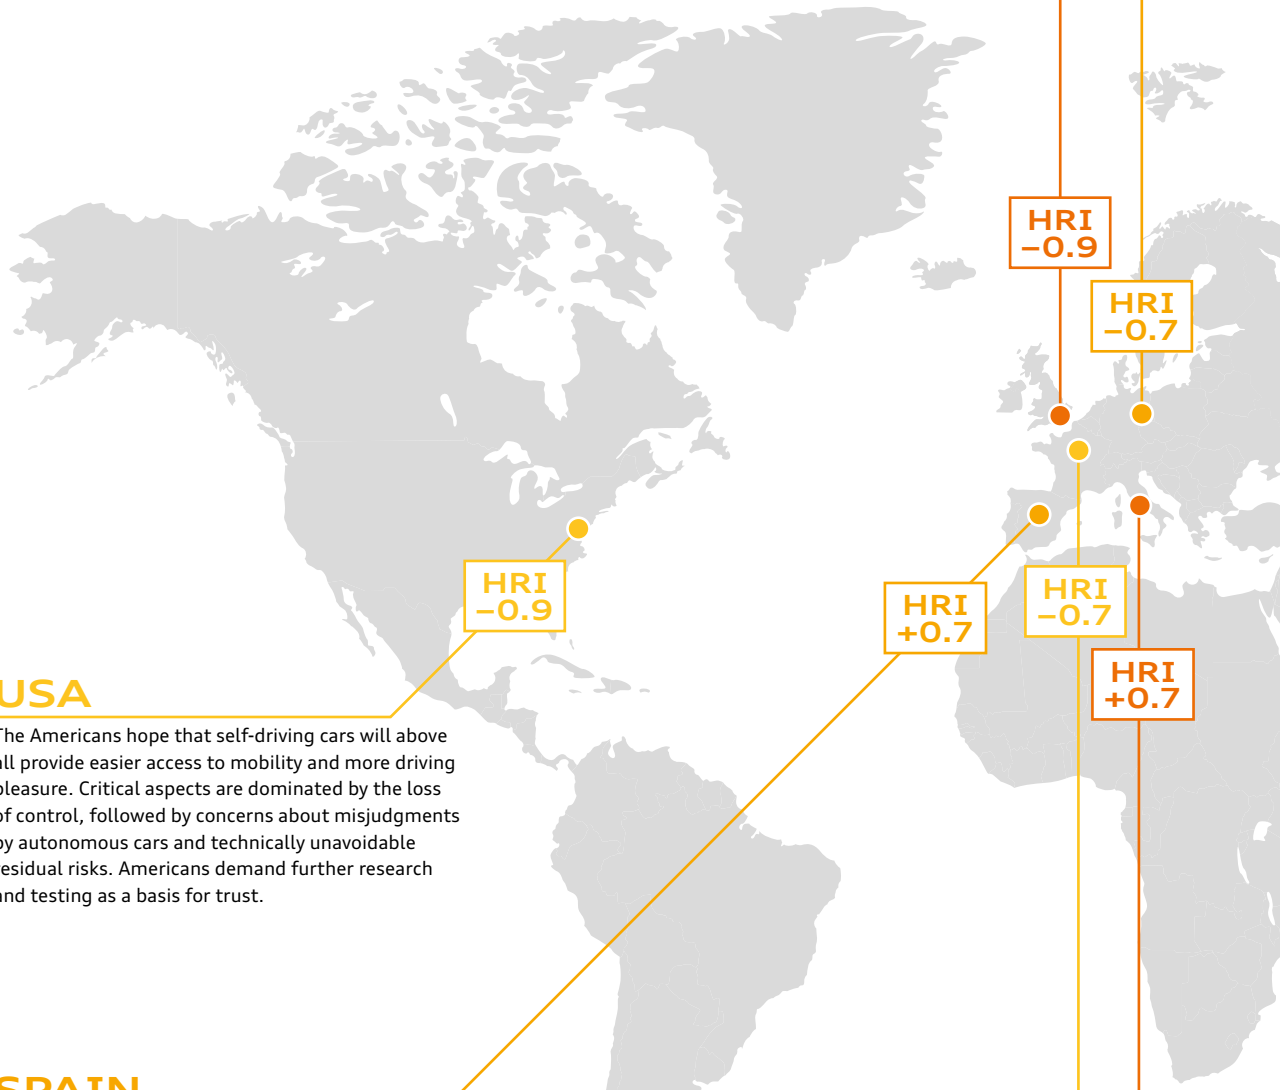 HRI
−0.9
HRI
−0.7
HRI
−0.9
HRI
+0.7
HRI
−0.7
HRI
+0.7
USA
The Americans hope that self-driving cars will above
all provide easier access to mobility and more driving
pleasure. Critical aspects are dominated by the loss
of control, followed by concerns about misjudgments
by autonomous cars and technically unavoidable
residual risks. Americans demand further research
and testing as a basis for trust.
SPAIN